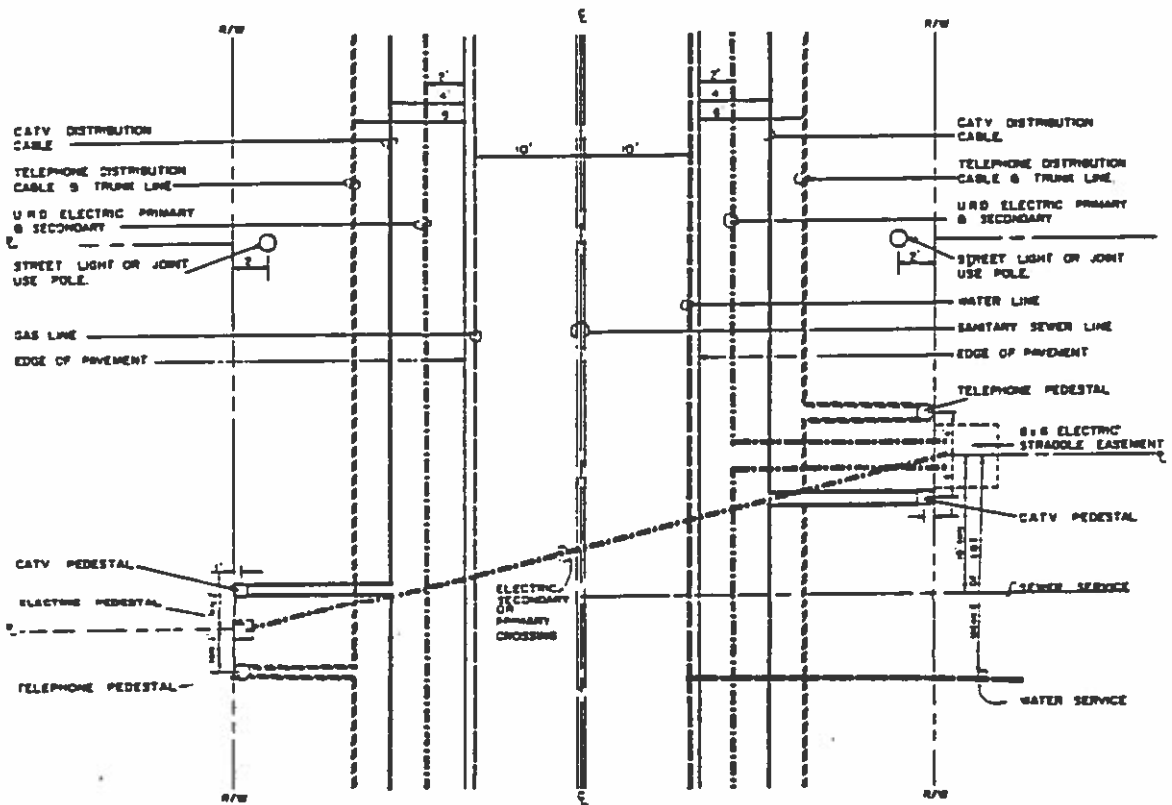 R/W
℄
R/W
2'
4'
6
2'
4
6
10'
10'
CATV DISTRIBUTION
CABLE
TELEPHONE DISTRIBUTION
CABLE & TRUNK LINE
U R D ELECTRIC PRIMARY
& SECONDARY
STREET LIGHT OR JOINT
USE POLE.
2
GAS LINE
EDGE OF PAVEMENT
CATV DISTRIBUTION
CABLE
TELEPHONE DISTRIBUTION
CABLE & TRUNK LINE
U.R.D ELECTRIC PRIMARY
& SECONDARY
STREET LIGHT OR JOINT
USE POLE.
2'
WATER LINE
SANITARY SEWER LINE
EDGE OF PAVEMENT
TELEPHONE PEDESTAL
ELECTRIC
STRADDLE EASEMENT
CATV PEDESTAL
SEWER SERVICE
WATER SERVICE
CATV PEDESTAL
ELECTRIC PEDESTAL
TELEPHONE PEDESTAL
ELECTRIC
SECONDARY
OR
PRIMARY
CROSSING
R/W
℄
R/W